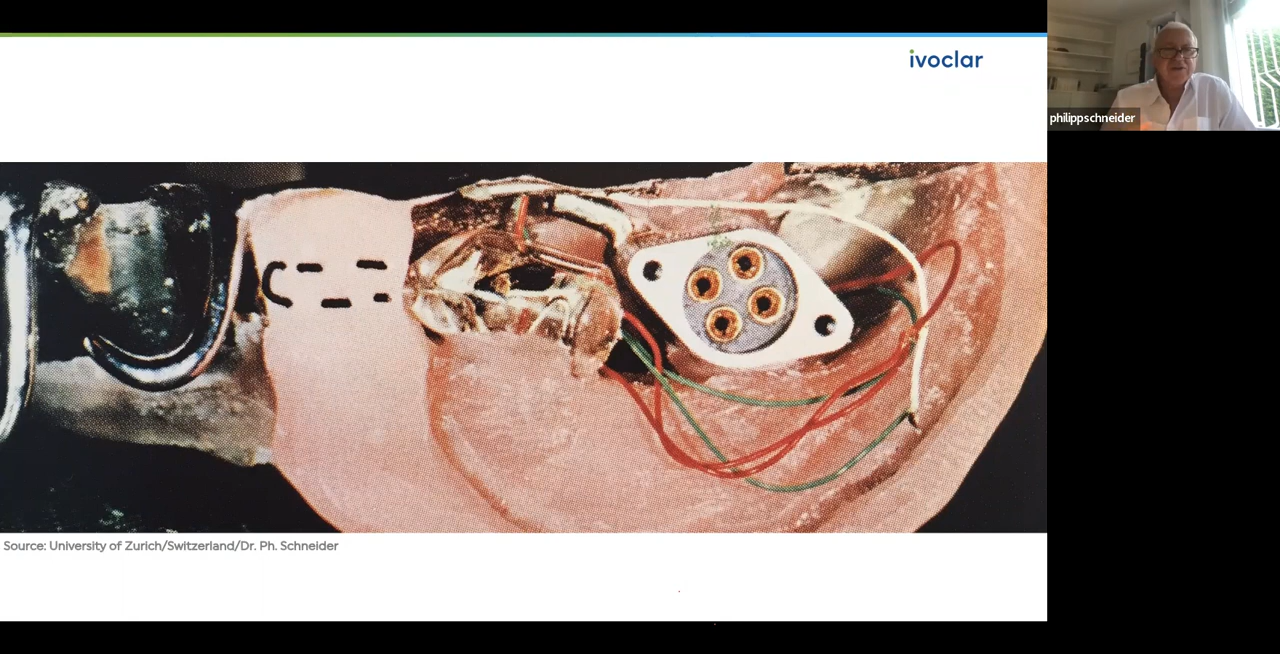 ivoclar
philippschneider
Source: University of Zurich/Switzerland/Dr. Ph. Schneider